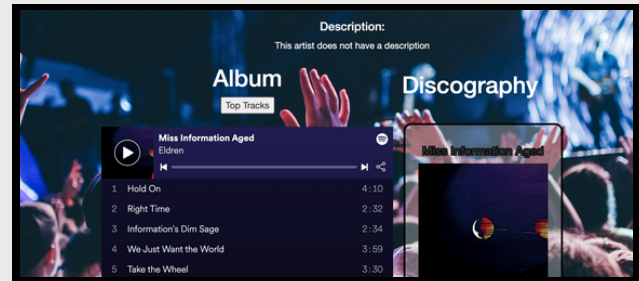 Description:
This artist does not have a description
Album
Top Tracks
Miss Information Aged
Eldren
1 Hold On 4:10
2 Right Time 2:32
3 Information's Dim Sage 2:34
4 We Just Want the World 3:59
5 Take the Wheel 3:30
Discography
Miss Information Aged